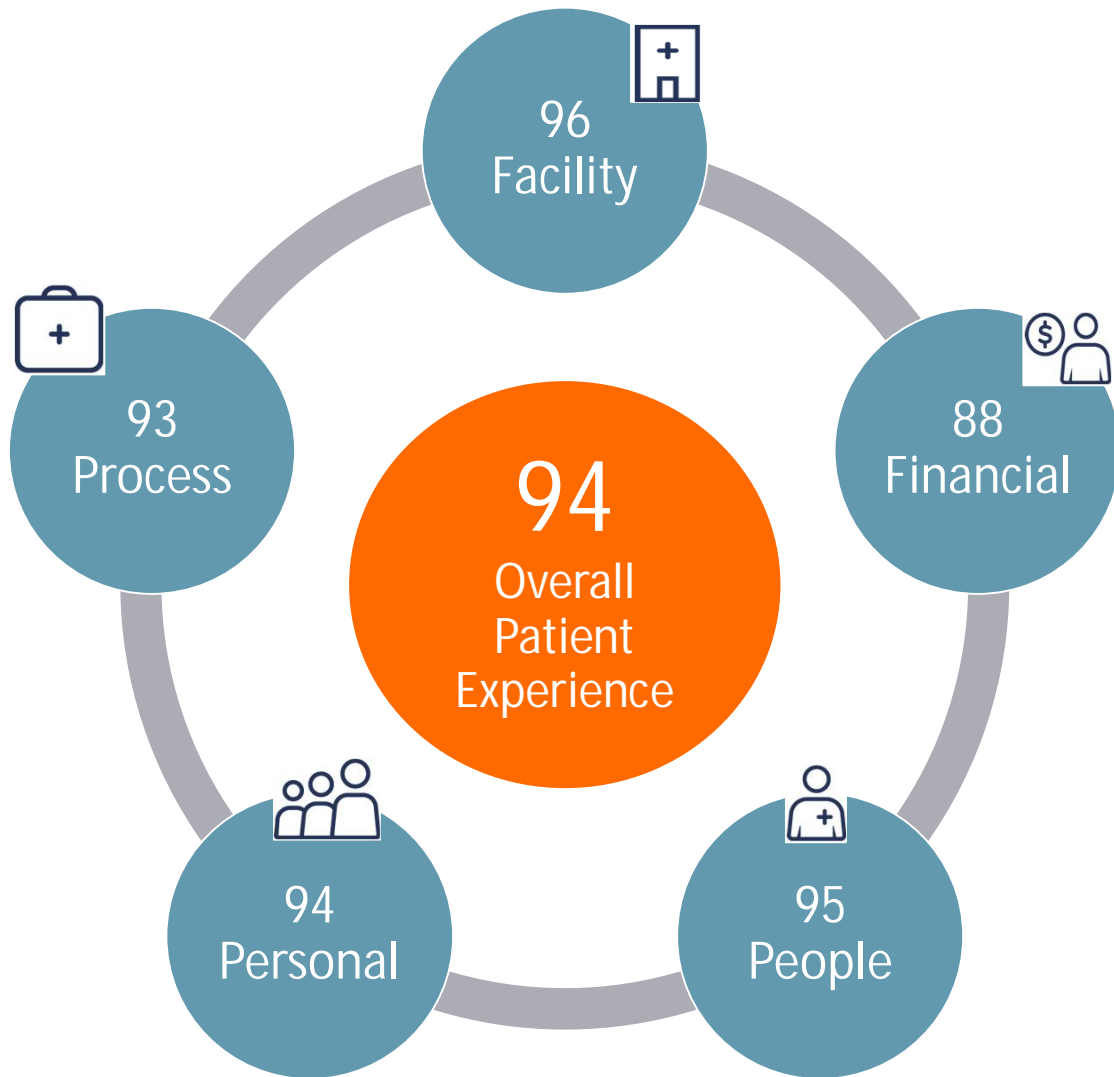 96
Facility
88
Financial
95
People
94
Personal
93
Process
94
Overall
Patient
Experience
$